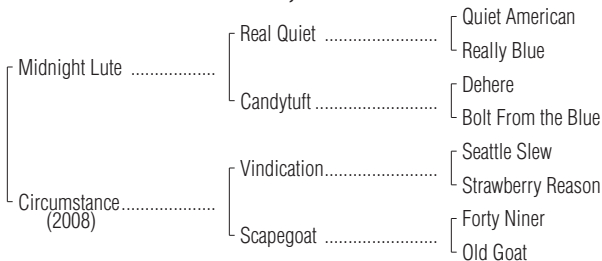 Quiet American
Real Quiet ........................
Really Blue
Midnight Lute ..................
Dehere
Candytuft ..........................
Bolt From the Blue
Seattle Slew
Vindication........................
Strawberry Reason
Circumstance....................
(2008)
Forty Niner
Scapegoat ........................
Old Goat